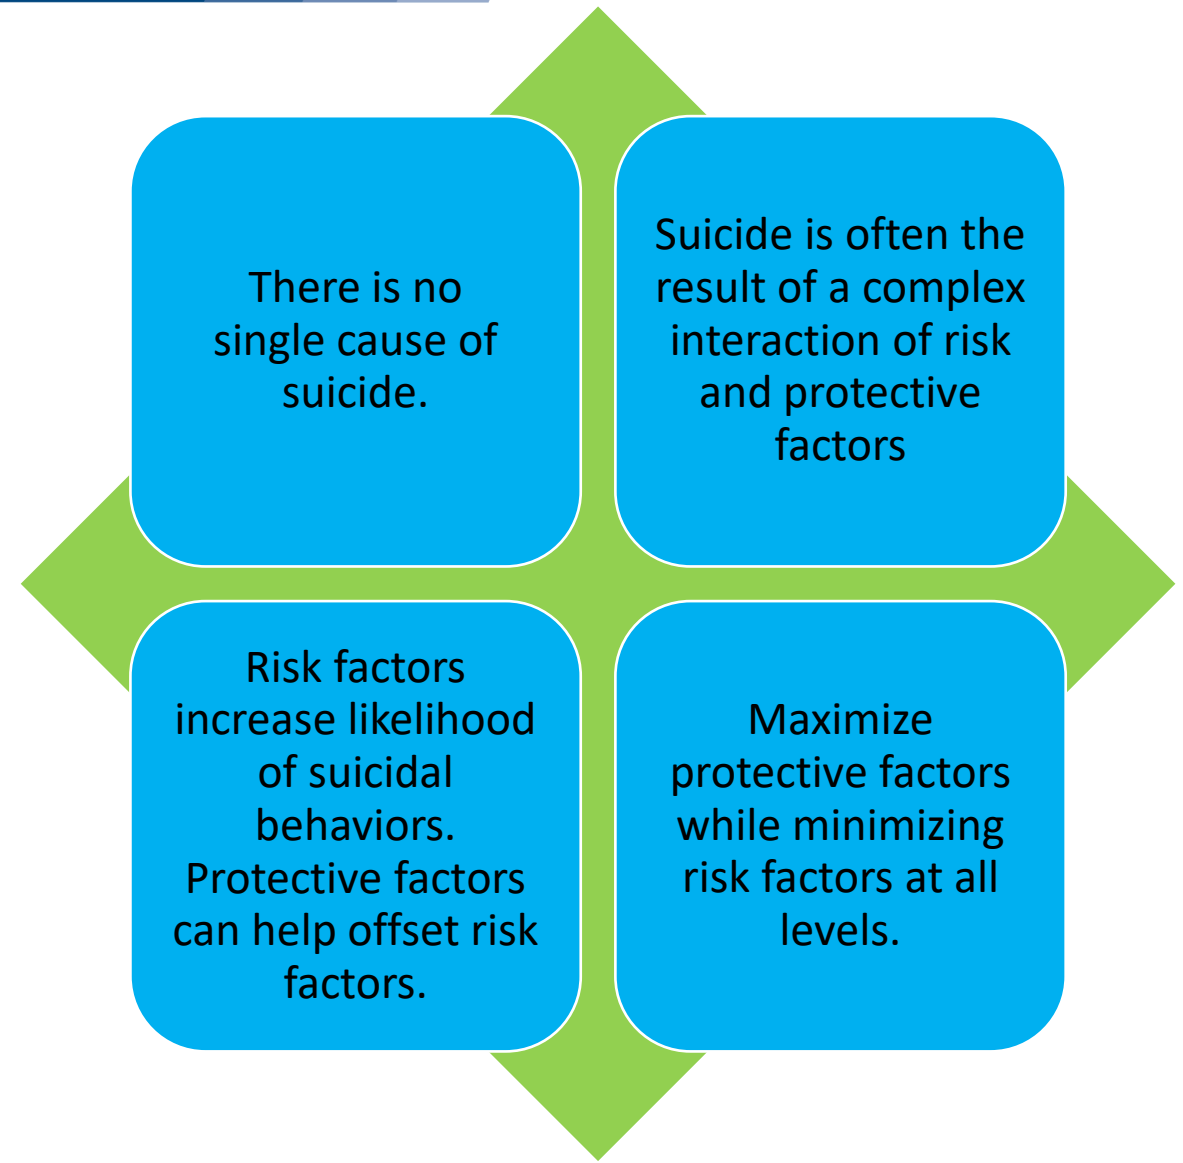 There is no
single cause of
suicide.
Suicide is often the
result of a complex
interaction of risk
and protective
factors
Risk factors
increase likelihood
of suicidal
behaviors.
Protective factors
can help offset risk
factors.
Maximize
protective factors
while minimizing
risk factors at all
levels.